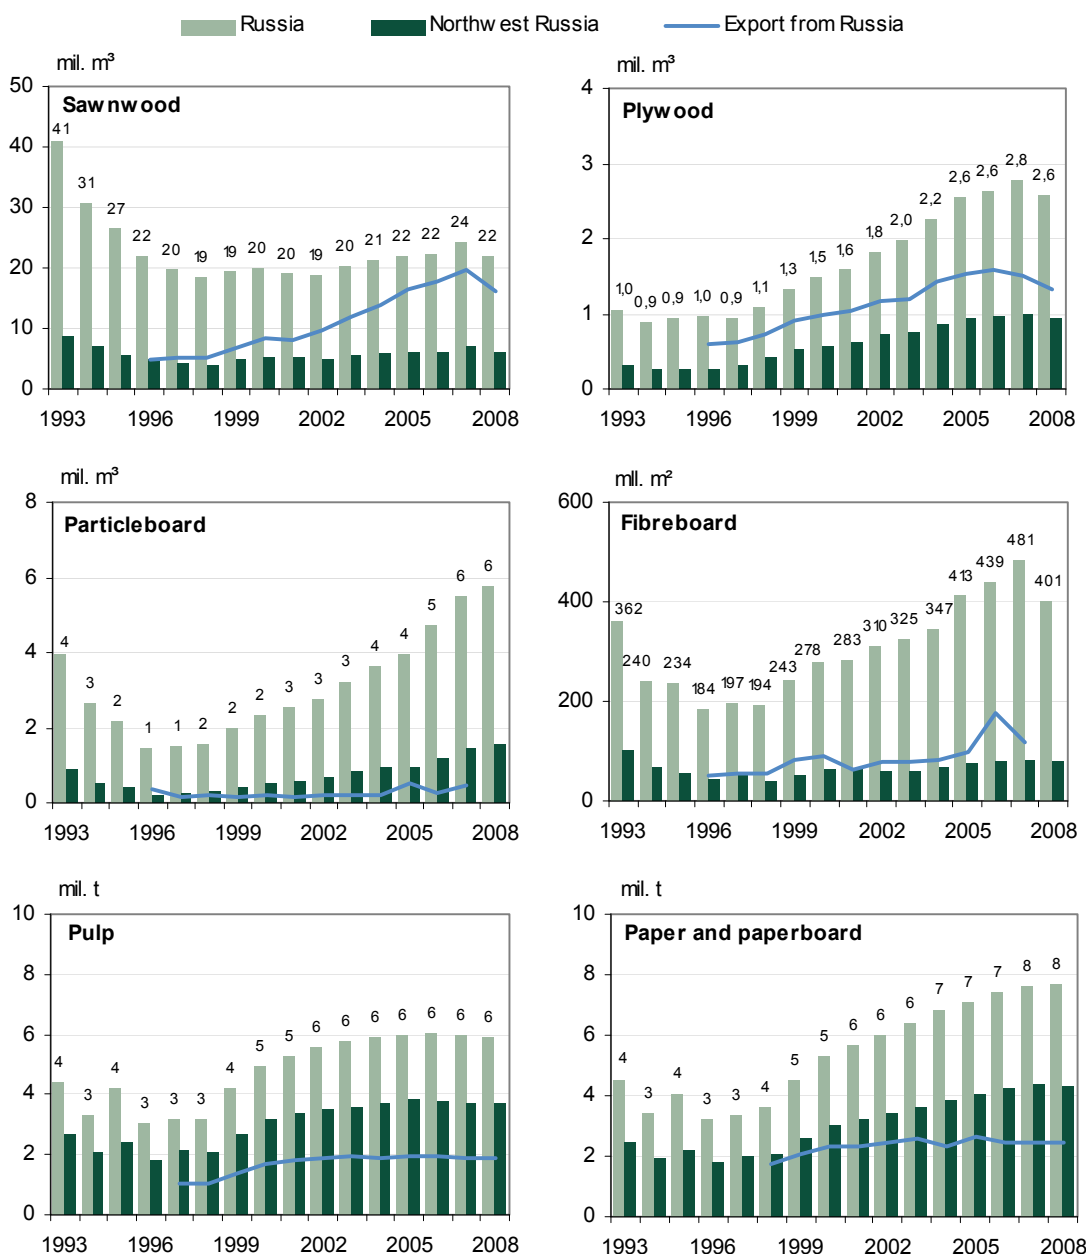 Russia Northwest Russia Export from Russia
mil. m³
Sawnwood
50
40
30
20
10
0
41 31 27 22 20 19 19 20 20 19 20 21 22 22 24 22
1993 1996 1999 2002 2005 2008
mil. m³
Plywood
4
3
2
1
0
1,0 0,9 0,9 1,0 0,9 1,1 1,3 1,5 1,6 1,8 2,0 2,2 2,6 2,6 2,8 2,6
1993 1996 1999 2002 2005 2008
mil. m³
Particleboard
8
6
4
2
0
4 3 2 1 1 2 2 2 3 3 3 4 4 5 6 6
1993 1996 1999 2002 2005 2008
mll. m²
Fibreboard
600
400
200
0
362 240 234 184 197 194 243 278 283 310 325 347 413 439 481 401
1993 1996 1999 2002 2005 2008
mil. t
Pulp
10
8
6
4
2
0
4 3 4 3 3 3 4 5 5 6 6 6 6 6 6 6
1993 1996 1999 2002 2005 2008
mil. t
Paper and paperboard
10
8
6
4
2
0
4 3 4 3 3 4 5 5 6 6 6 7 7 7 8 8
1993 1996 1999 2002 2005 2008